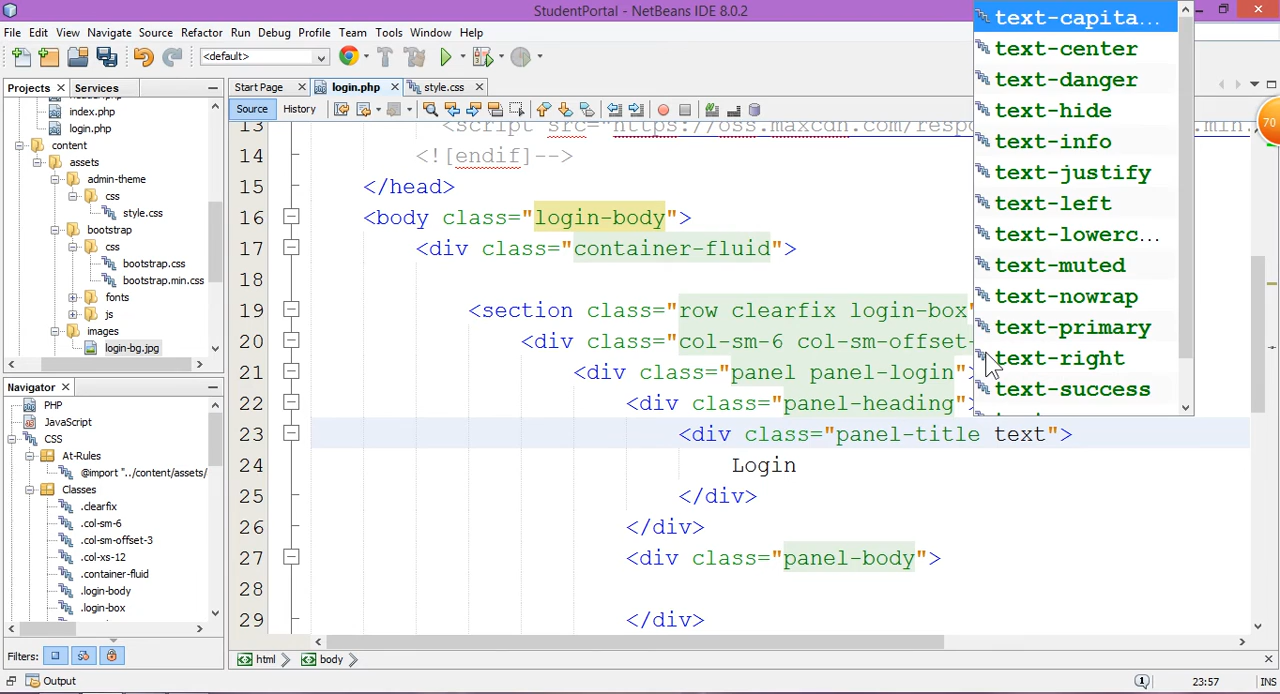 StudentPortal - NetBeans IDE 8.0.2
File Edit View Navigate Source Refactor Run Debug Profile Team Tools Window Help
<default>
70
Projects
Services
index.php
login.php
content
assets
admin-theme
css
style.css
bootstrap
css
bootstrap.css
bootstrap.min.css
fonts
js
images
login-bg.jpg
Navigator
PHP
JavaScript
CSS
At-Rules
@import "../content/assets/
Classes
.clearfix
.col-sm-6
.col-sm-offset-3
.col-xs-12
.container-fluid
.login-body
.login-box
Filters:
Output
Start Page
login.php
style.css
Source History
13 <script src="https://oss.maxcdn.com/resp
14 <![endif]-->
15 </head>
16 <body class="login-body">
17 <div class="container-fluid">
18
19 <section class="row clearfix login-box"
20 <div class="col-sm-6 col-sm-offset-
21 <div class="panel panel-login">
22 <div class="panel-heading"
23 <div class="panel-title text">
24 Login
25 </div>
26 </div>
27 <div class="panel-body">
28
29 </div>
text-capita...
text-center
text-danger
text-hide
text-info
text-justify
text-left
text-lowerc...
text-muted
text-nowrap
text-primary
text-right
text-success
html body
1 23:57 INS